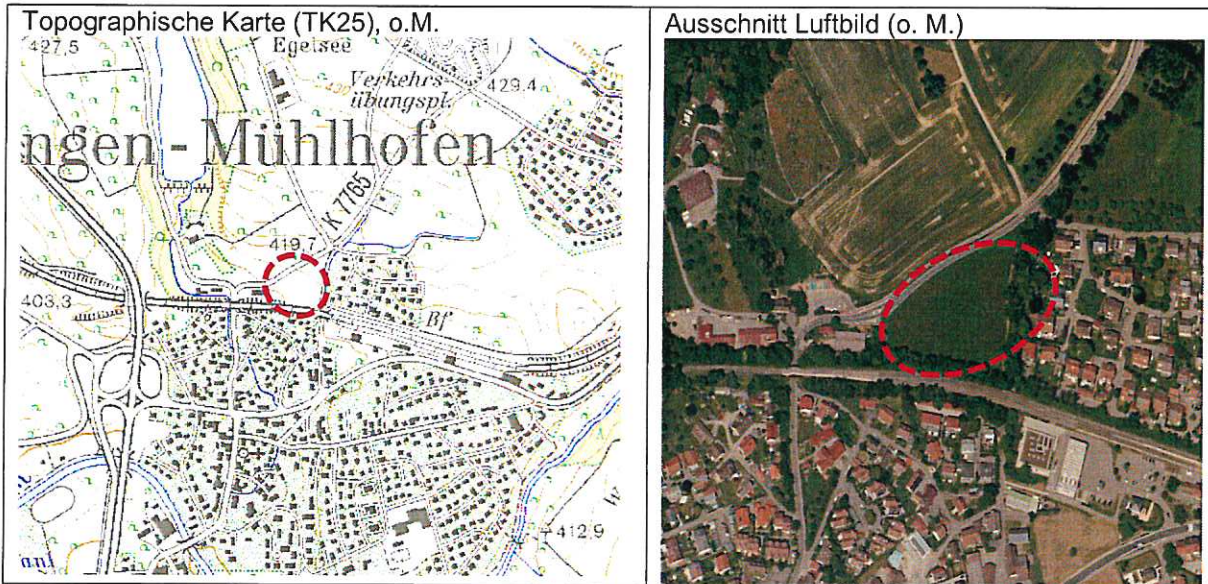 Topographische Karte (TK25), o.M.
427,5
Egelsee
Verkehrs-
übungspl.
429.4
ngen - Mühlhofen
K 7765
419,7
403,3
Bf
412,9
Ausschnitt Luftbild (o. M.)